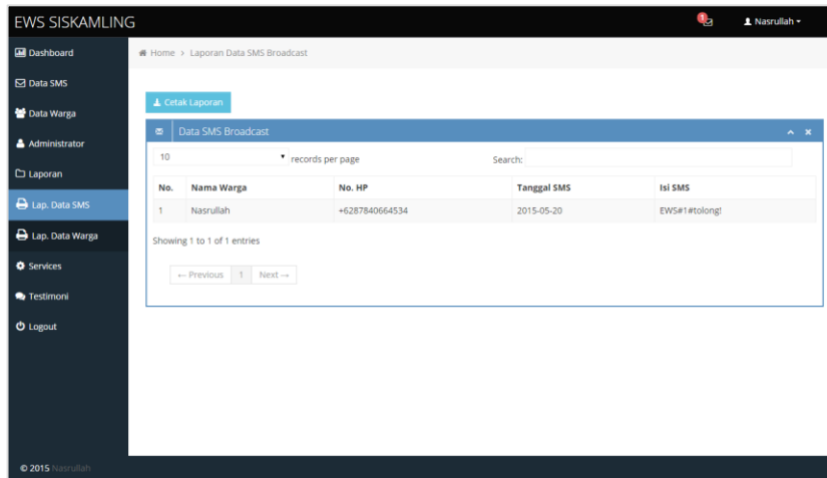 EWS SISKAMLING
1
Nasrullah
Dashboard
Data SMS
Data Warga
Administrator
Laporan
Lap. Data SMS
Lap. Data Warga
Services
Testimoni
Logout
Home > Laporan Data SMS Broadcast
Cetak Laporan
Data SMS Broadcast
10 records per page Search:
No. Nama Warga No. HP Tanggal SMS Isi SMS
1 Nasrullah +6287840664534 2015-05-20 EWS#1#tolong!
Showing 1 to 1 of 1 entries
← Previous 1 Next →
© 2015 Nasrullah